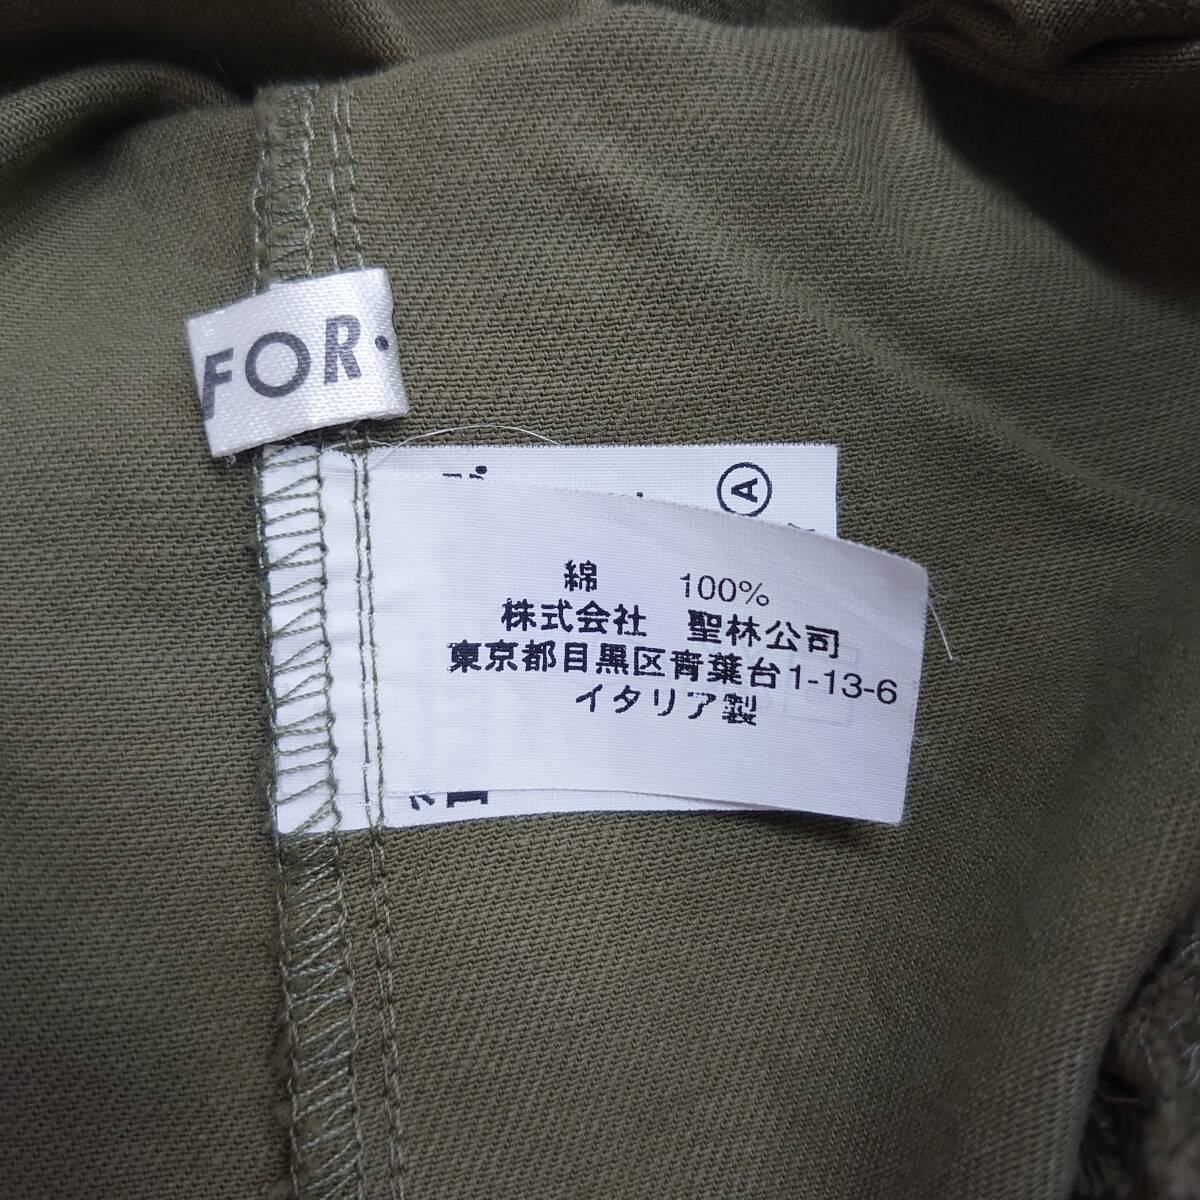 FOR.
A
綿 100%
株式会社 聖林公司
東京都目黒区青葉台1-13-6
イタリア製